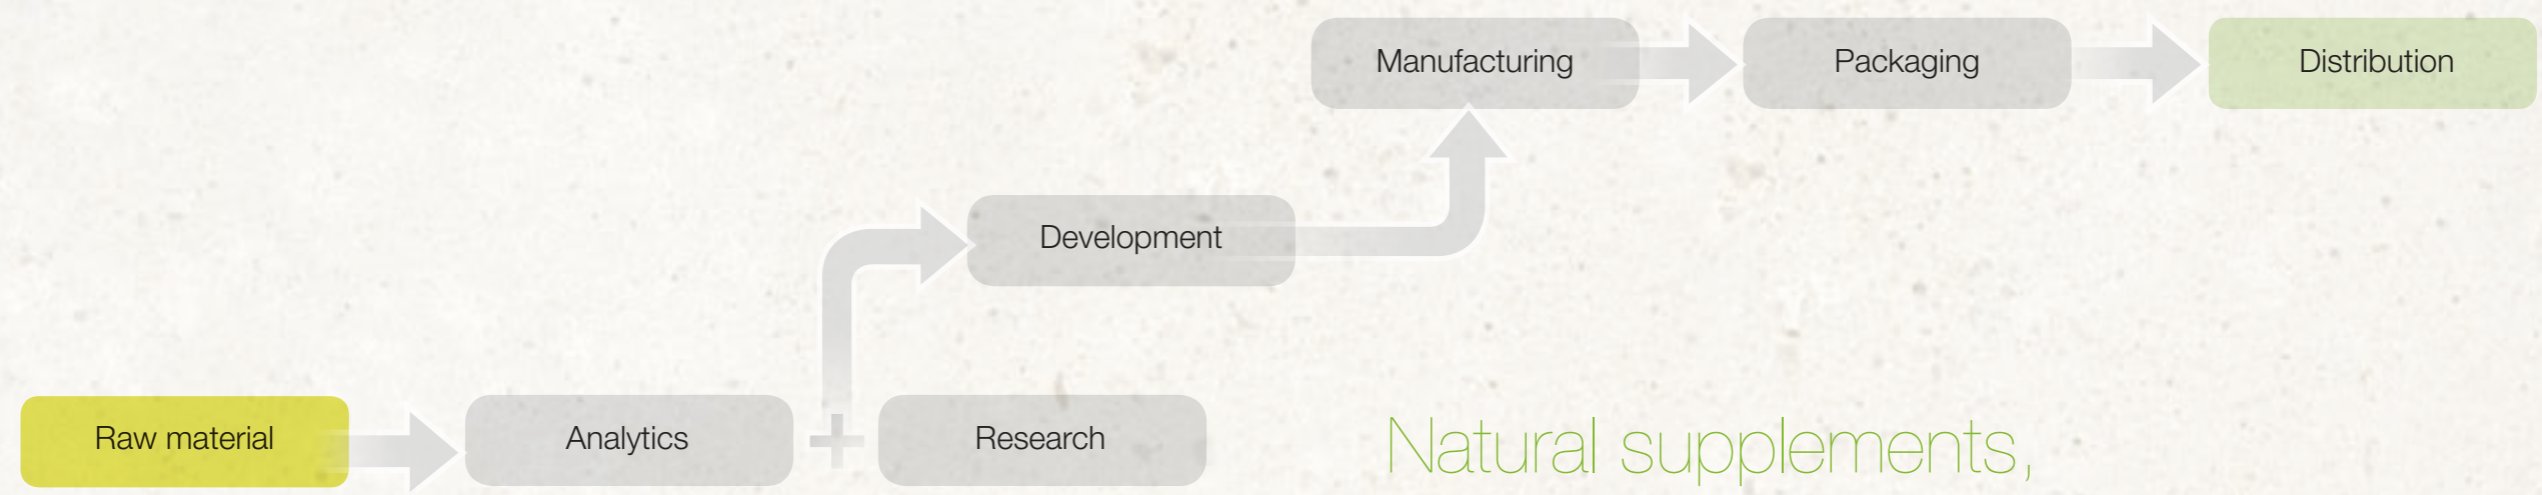 Manufacturing
Packaging
Distribution
Development
Raw material
Analytics
+
Research
Natural supplements,